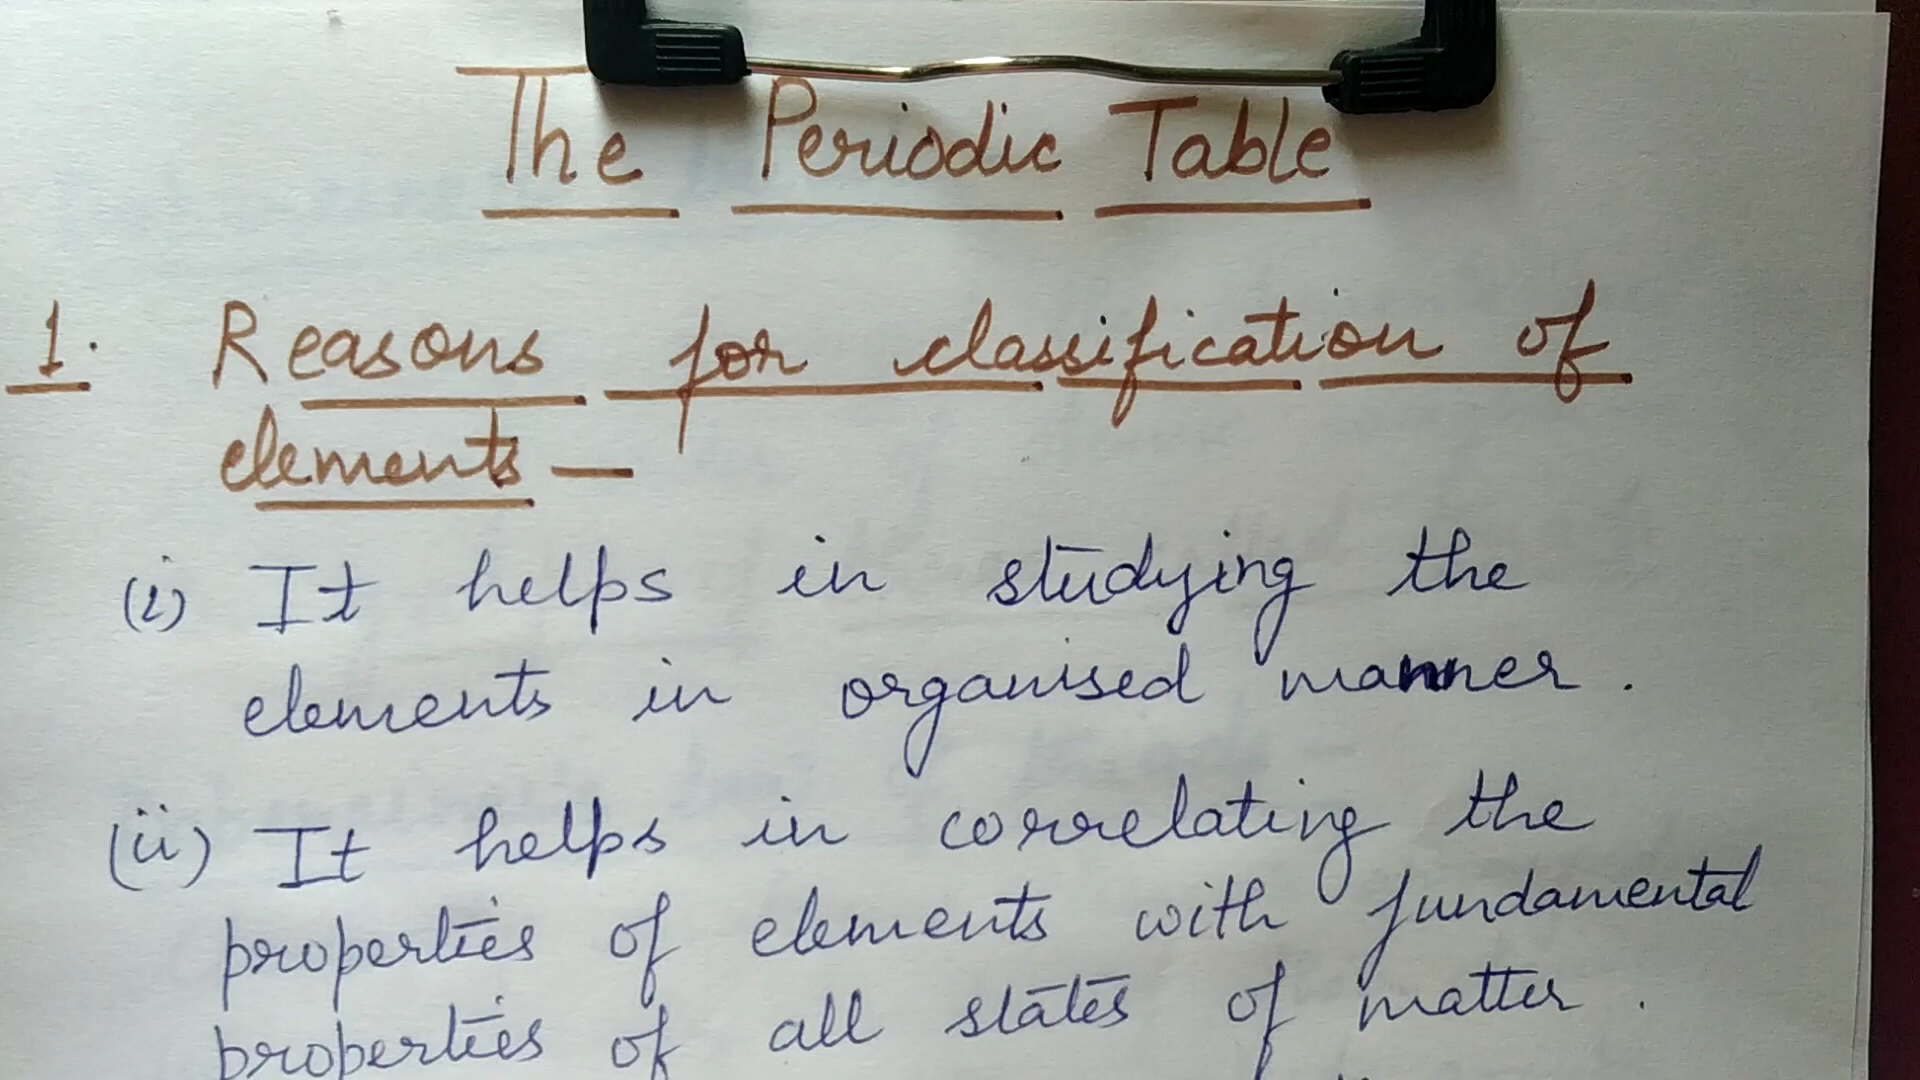 The Periodic Table
1. Reasons for classification of
elements —
(i) It helps in studying the
elements in organised manner.
(ii) It helps in correlating the
properties of elements with fundamental
properties of all states of matter.